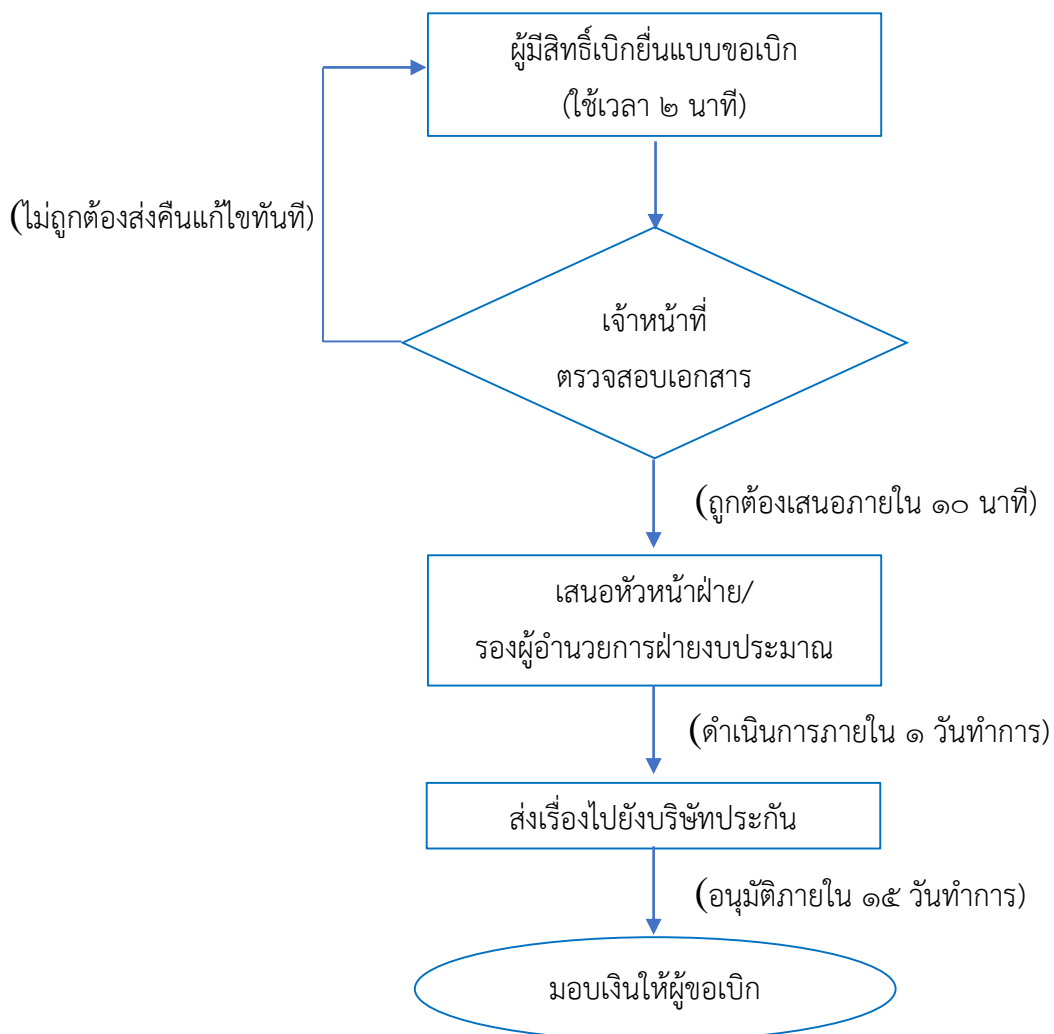 ผู้มีสิทธิ์เบิกยื่นแบบขอเบิก
(ใช้เวลา ๒ นาที)
(ไม่ถูกต้องส่งคืนแก้ไขทันที)
เจ้าหน้าที่
ตรวจสอบเอกสาร
(ถูกต้องเสนอภายใน ๑๐ นาที)
เสนอหัวหน้าฝ่าย/
รองผู้อำนวยการฝ่ายงบประมาณ
(ดำเนินการภายใน ๑ วันทำการ)
ส่งเรื่องไปยังบริษัทประกัน
(อนุมัติภายใน ๑๕ วันทำการ)
มอบเงินให้ผู้ขอเบิก